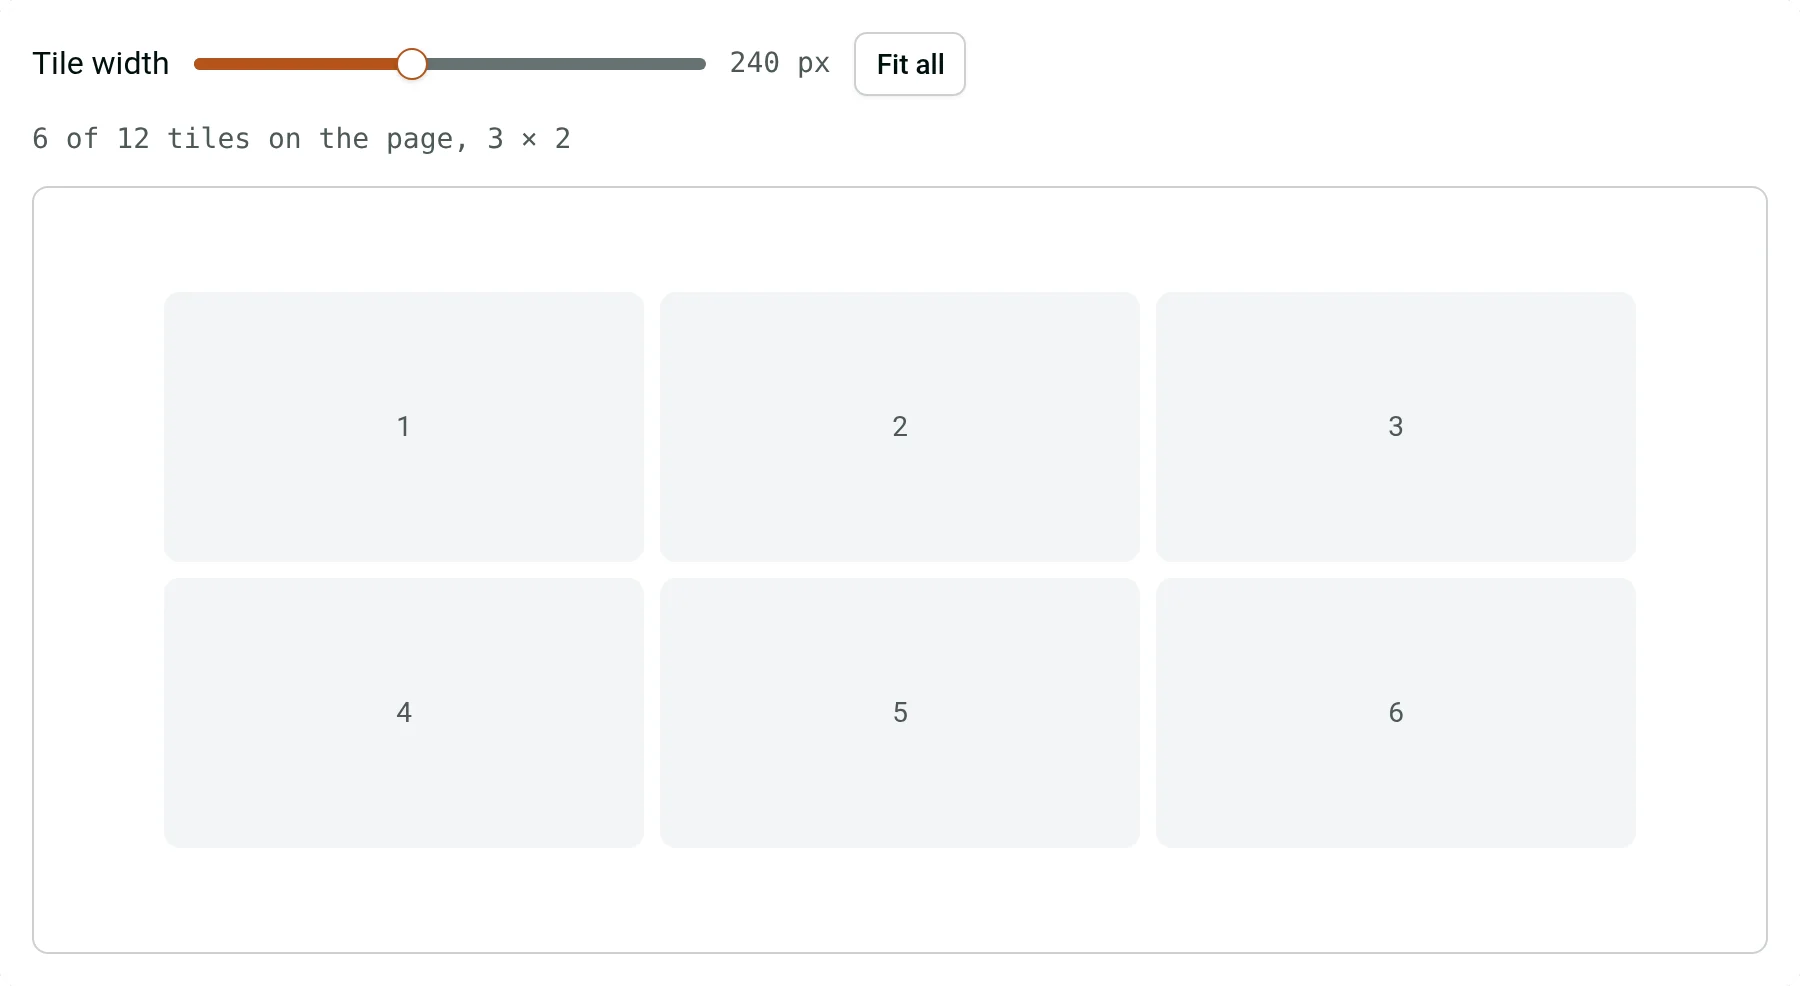 Tile width 240 px Fit all
6 of 12 tiles on the page, 3 × 2
1 2 3
4 5 6